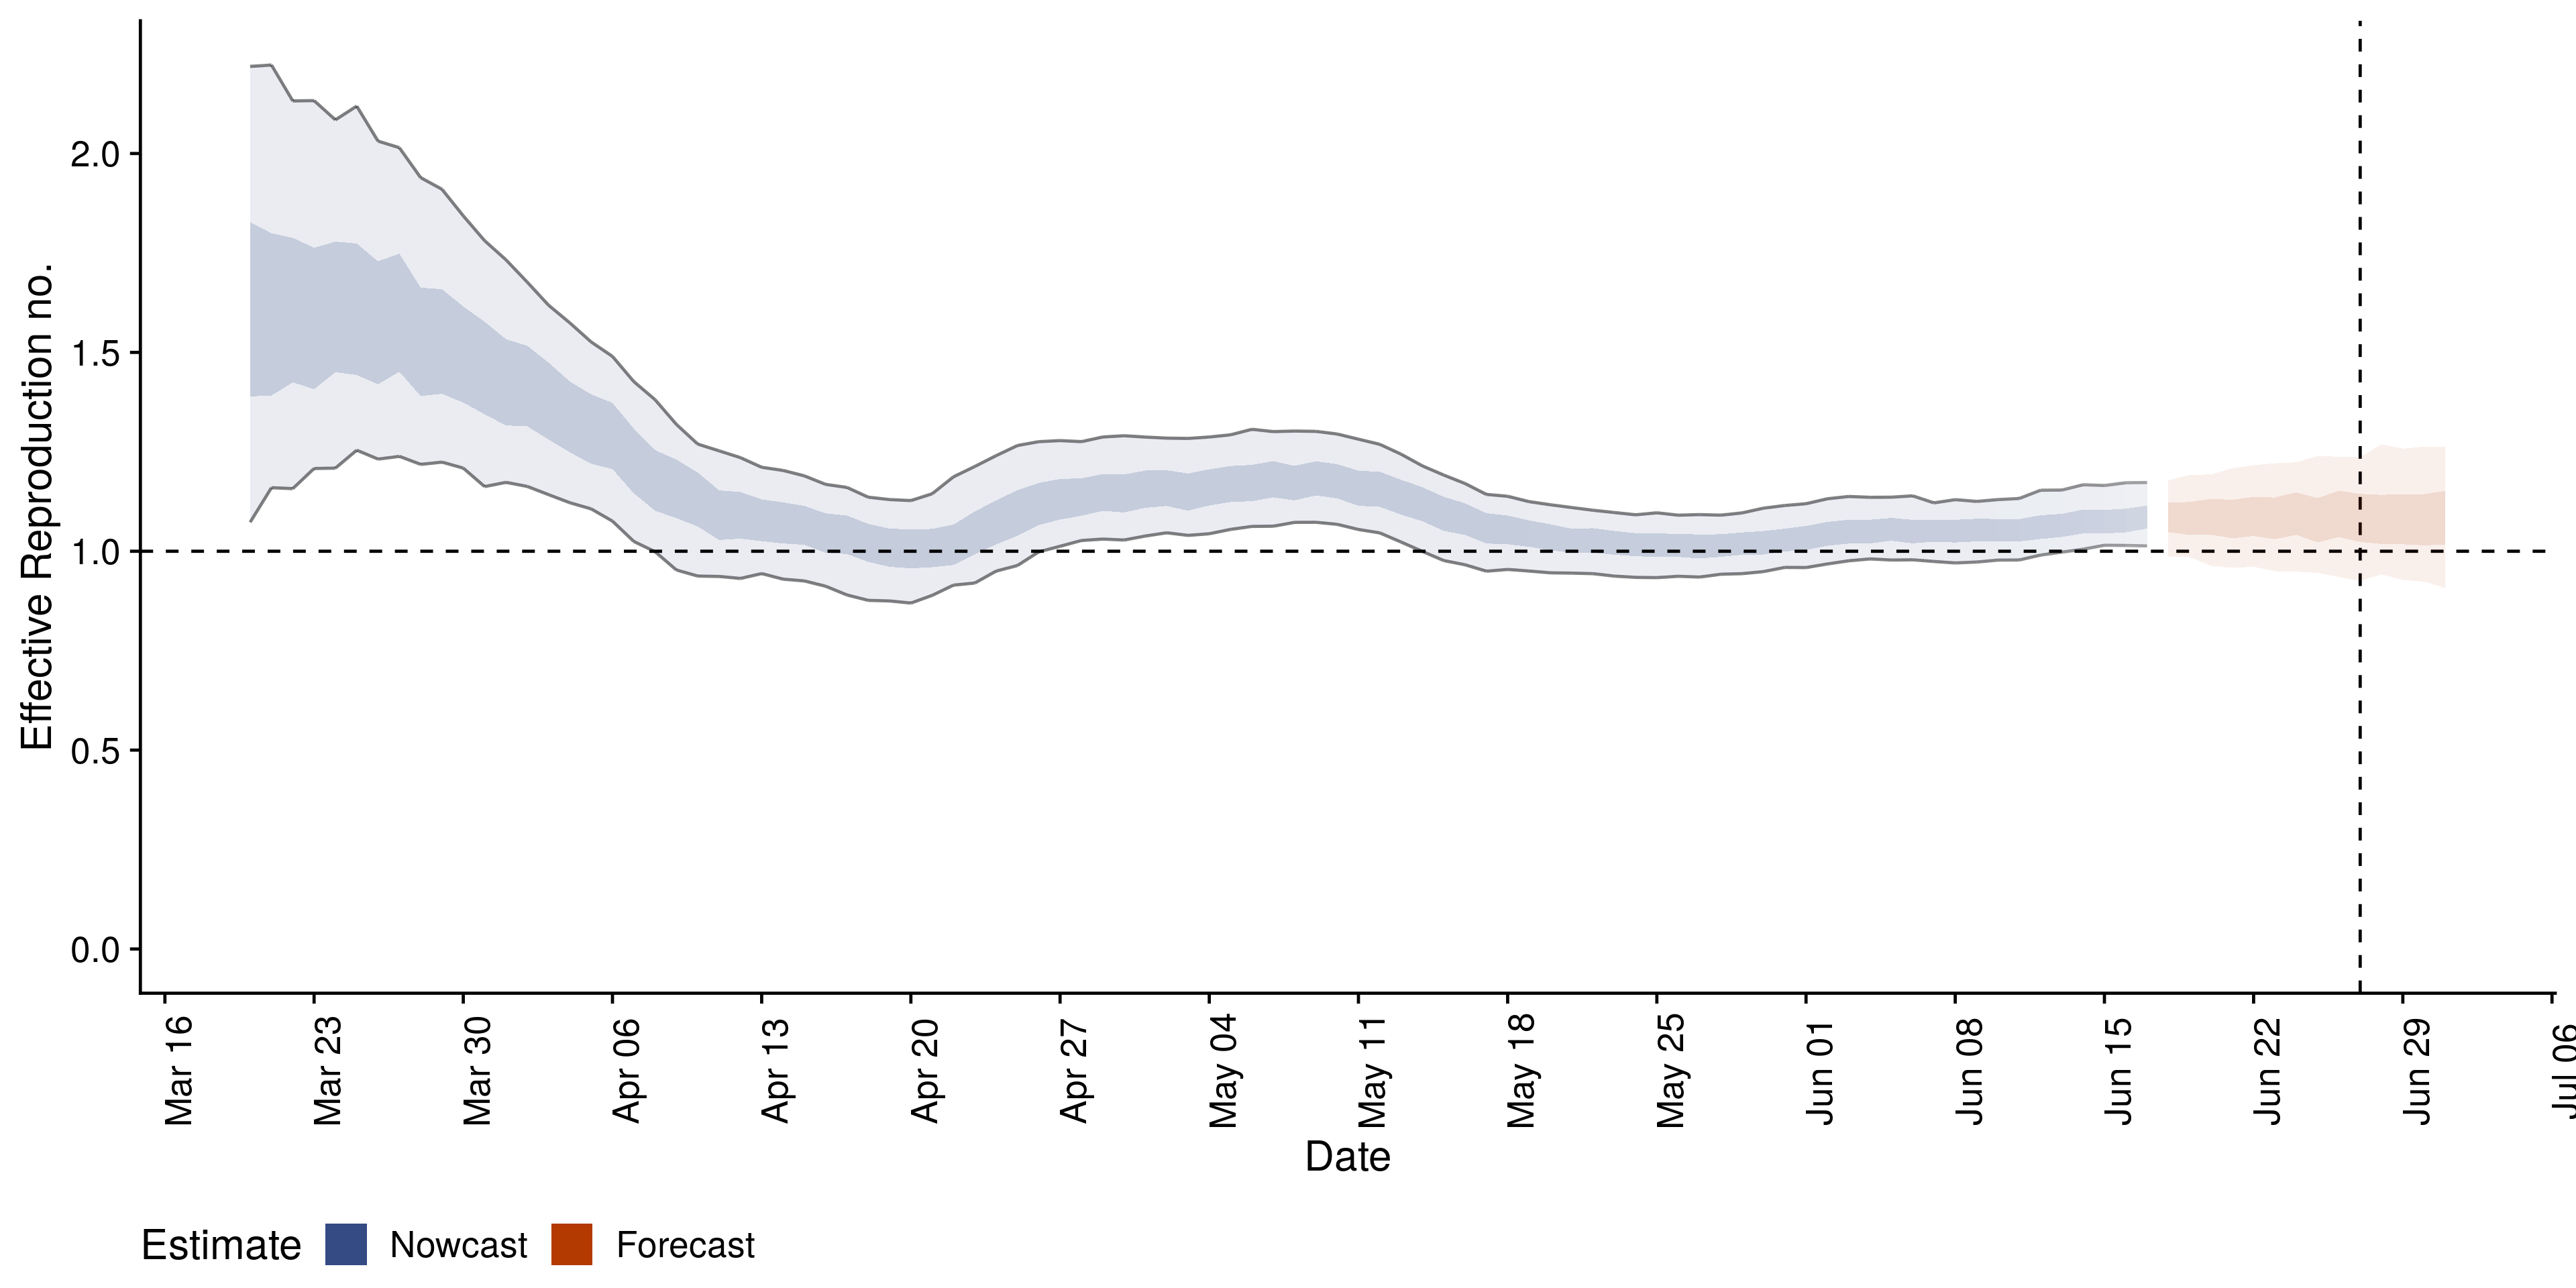 Effective Reproduction no.
2.0
1.5
1.0
0.5
0.0
Mar 16
Mar 23
Mar 30
Apr 06
Apr 13
Apr 20
Apr 27
May 04
May 11
May 18
May 25
Jun 01
Jun 08
Jun 15
Jun 22
Jun 29
Jul 06
Date
Estimate Nowcast Forecast